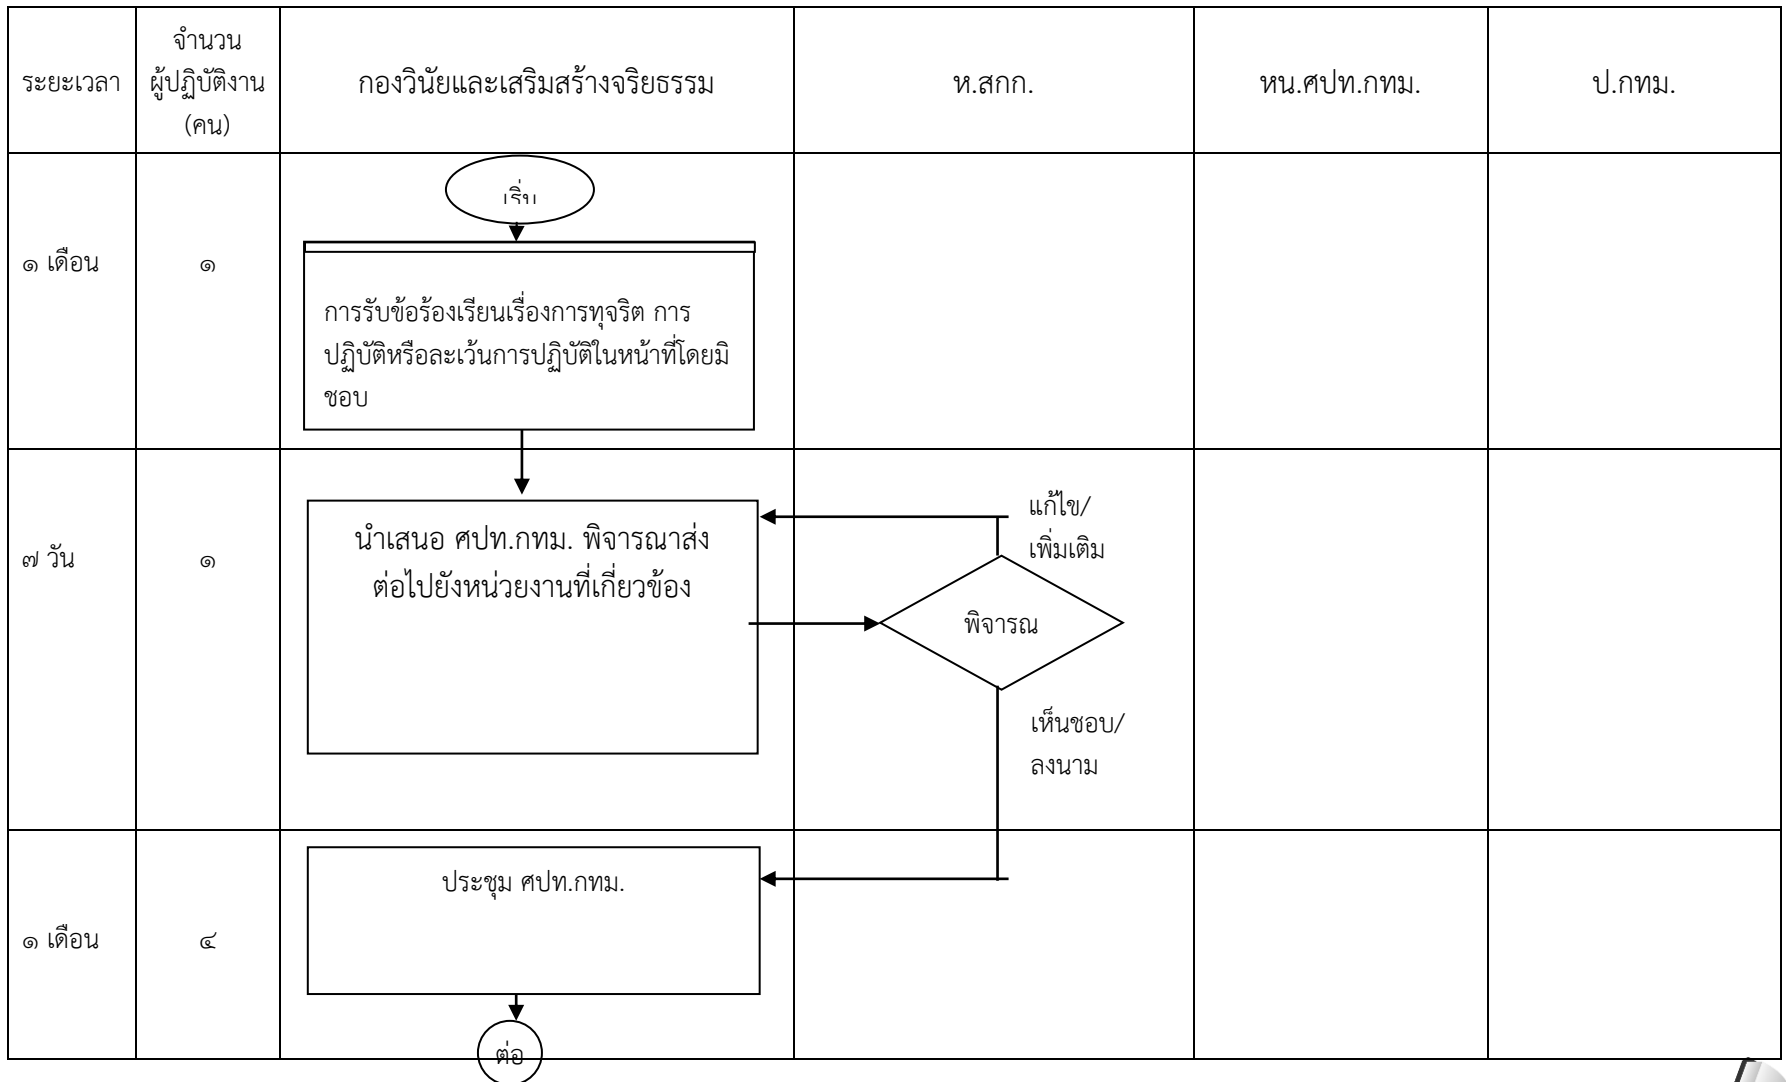 ระยะเวลา
จำนวน
ผู้ปฏิบัติงาน
(คน)
กองวินัยและเสริมสร้างจริยธรรม
ห.สกก.
หน.ศปท.กทม.
ป.กทม.
เริ่ม
๑ เดือน
๑
การรับข้อร้องเรียนเรื่องการทุจริต การ
ปฏิบัติหรือละเว้นการปฏิบัติในหน้าที่โดยมิ
ชอบ
๗ วัน
๑
นำเสนอ ศปท.กทม. พิจารณาส่ง
ต่อไปยังหน่วยงานที่เกี่ยวข้อง
แก้ไข/
เพิ่มเติม
พิจารณ
เห็นชอบ/
ลงนาม
๑ เดือน
๔
ประชุม ศปท.กทม.
ต่อ